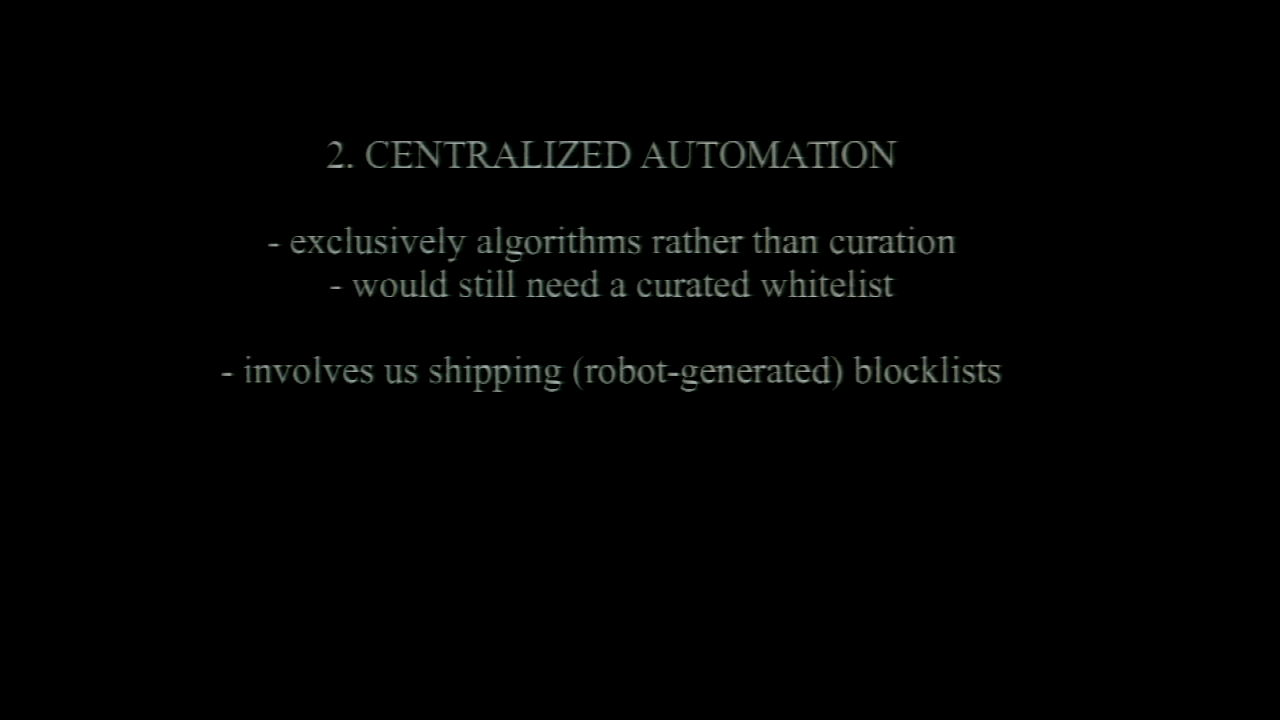 2. CENTRALIZED AUTOMATION
- exclusively algorithms rather than curation
- would still need a curated whitelist
- involves us shipping (robot-generated) blocklists